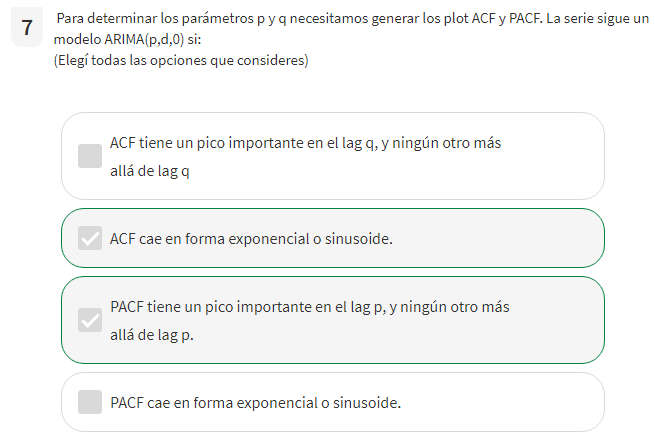 7
Para determinar los parámetros p y q necesitamos generar los plot ACF y PACF. La serie sigue un
modelo ARIMA(p,d,0) si:
(Elegí todas las opciones que consideres)
ACF tiene un pico importante en el lag q, y ningún otro más
allá de lag q
ACF cae en forma exponencial o sinusoide.
PACF tiene un pico importante en el lag p, y ningún otro más
allá de lag p.
PACF cae en forma exponencial o sinusoide.